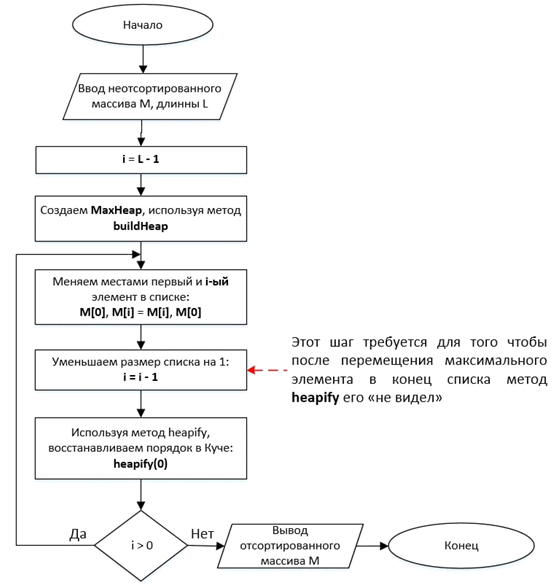 Начало
Ввод неотсортированного
массива М, длинны L
i = L - 1
Создаем MaxHeap, используя метод
buildHeap
Меняем местами первый и i-ый
элемент в списке:
M[0], M[i] = M[i], M[0]
Уменьшаем размер списка на 1:
i = i - 1
Этот шаг требуется для того чтобы
после перемещения максимального
элемента в конец списка метод
heapify его «не видел»
Используя метод heapify,
восстанавливаем порядок в Куче:
heapify(0)
Да
i > 0
Нет
Вывод
отсортированного
массива М
Конец